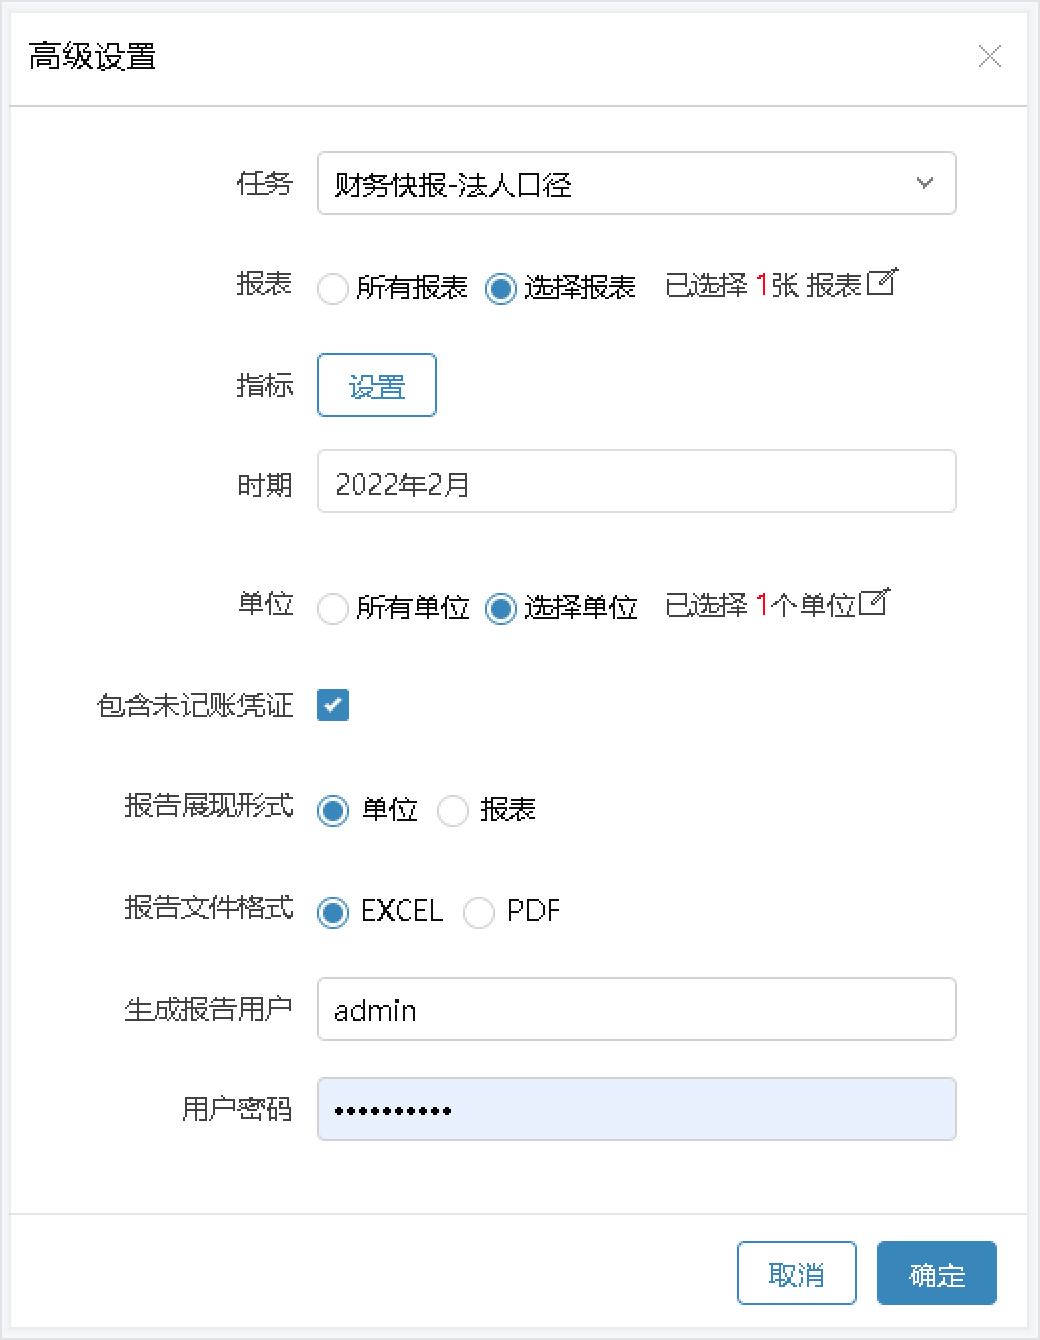 高级设置
任务 财务快报-法人口径
报表 所有报表 选择报表 已选择 1张 报表
指标 设置
时期 2022年2月
单位 所有单位 选择单位 已选择 1个单位
包含未记账凭证
报告展现形式 单位 报表
报告文件格式 EXCEL PDF
生成报告用户 admin
用户密码 ••••••••••
取消 确定